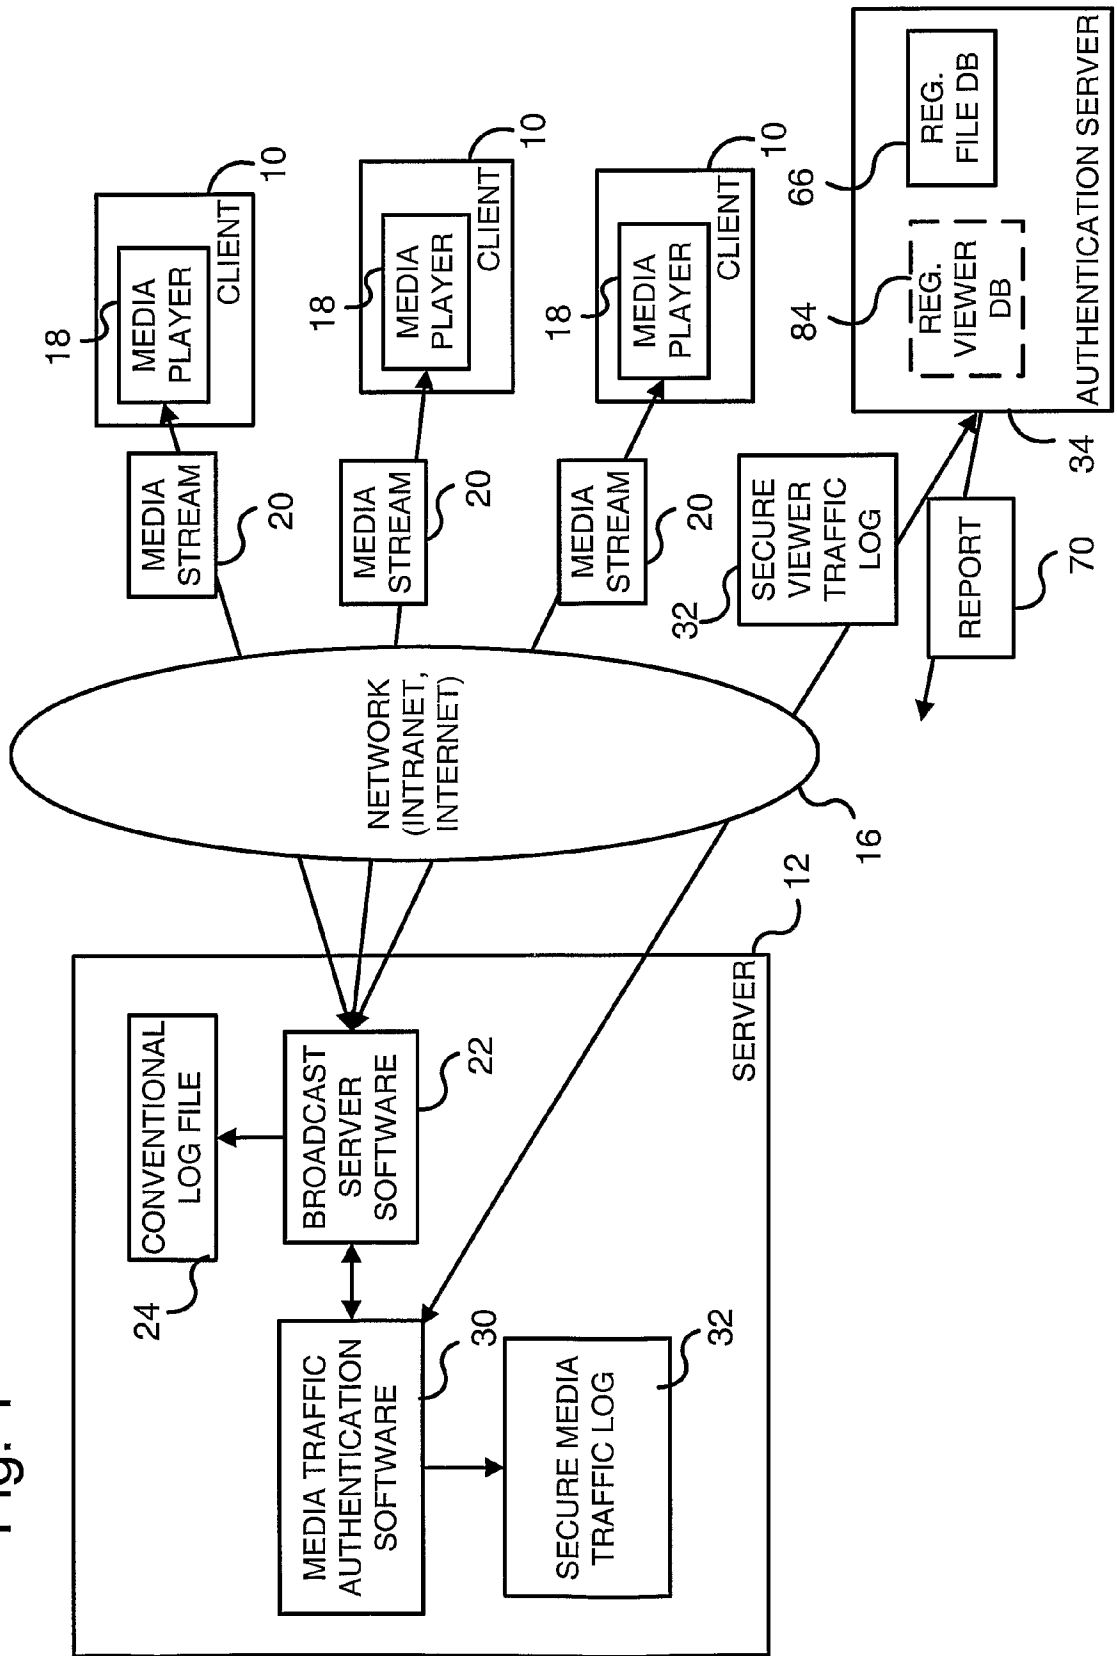 Fig. 1
CONVENTIONAL
LOG FILE
24
BROADCAST
SERVER
SOFTWARE
22
MEDIA TRAFFIC
AUTHENTICATION
SOFTWARE
30
SECURE MEDIA
TRAFFIC LOG
32
SERVER
12
NETWORK
(INTRANET,
INTERNET)
16
MEDIA
STREAM
20
18
MEDIA
PLAYER
CLIENT
10
MEDIA
STREAM
20
18
MEDIA
PLAYER
CLIENT
10
MEDIA
STREAM
20
18
MEDIA
PLAYER
CLIENT
10
32
SECURE
VIEWER
TRAFFIC
LOG
REPORT
70
34
84
REG.
VIEWER
DB
66
REG.
FILE DB
AUTHENTICATION SERVER